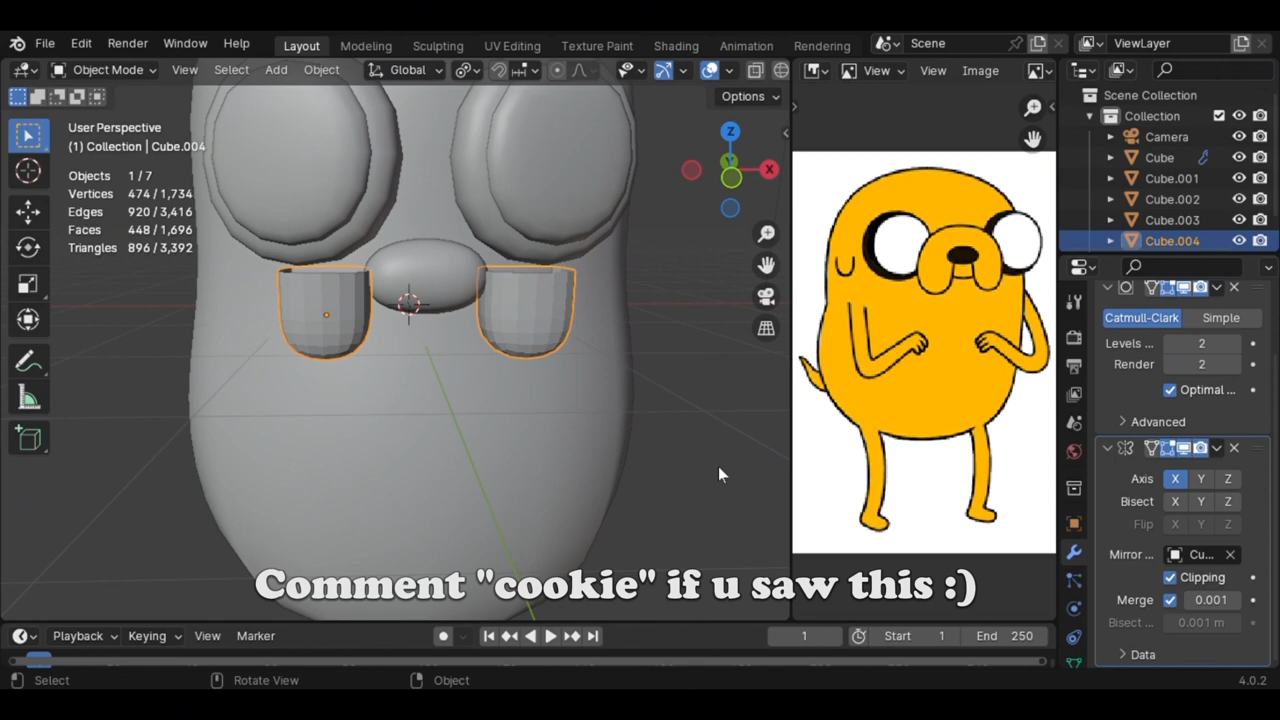 File Edit Render Window Help Layout Modeling Sculpting UV Editing Texture Paint Shading Animation Rendering Scene ViewLayer
Object Mode View Select Add Object Global View View Image
Options
User Perspective
(1) Collection | Cube.004
Objects 1 / 7
Vertices 474 / 1,734
Edges 920 / 3,416
Faces 448 / 1,696
Triangles 896 / 3,392
Z
X
Scene Collection
Collection
Camera
Cube
Cube.001
Cube.002
Cube.003
Cube.004
Catmull-Clark Simple
Levels ... 2
Render 2
Optimal ...
Advanced
Axis X Y Z
Bisect X Y Z
Flip X Y Z
Mirror ... Cu...
Clipping
Merge 0.001
Bisect ... 0.001 m
Data
Comment "cookie" if u saw this :)
Playback Keying View Marker 1 Start 1 End 250
Select Rotate View Object 4.0.2